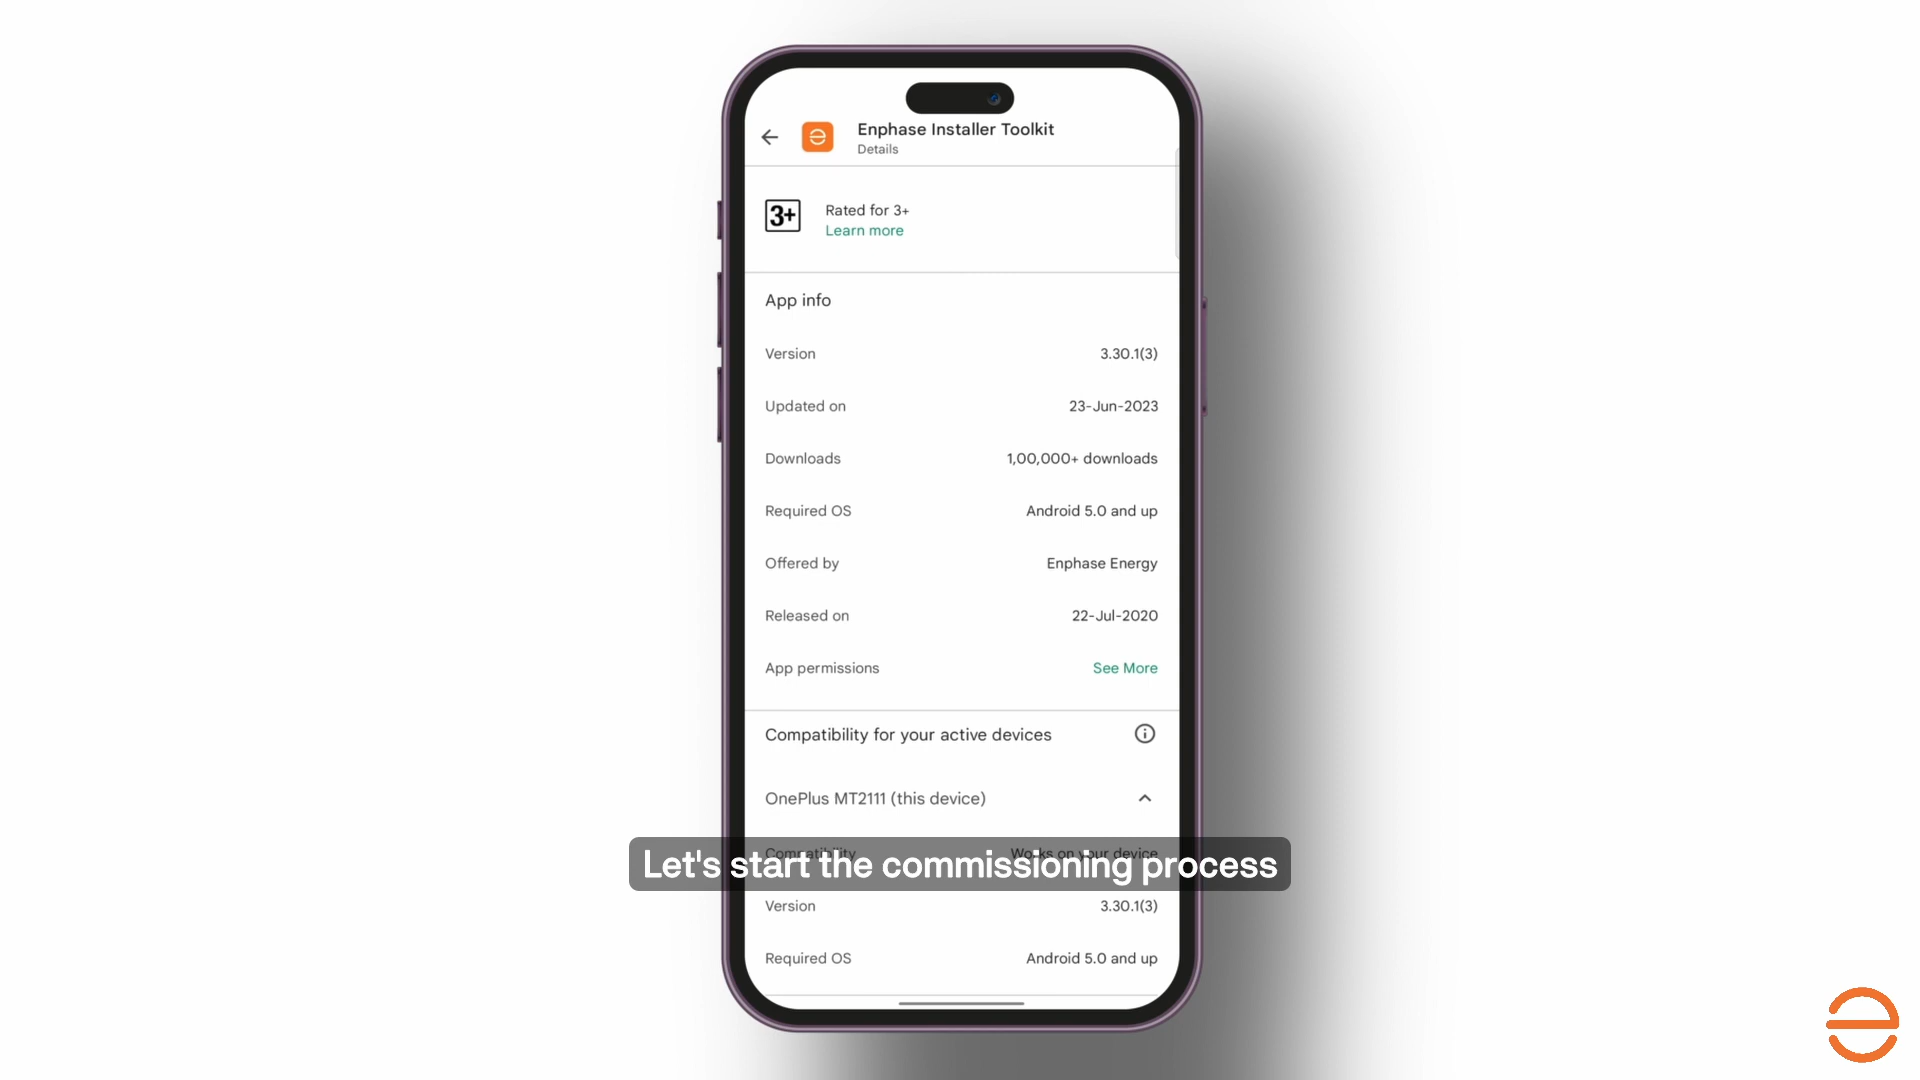 Enphase Installer Toolkit
Details
3+
Rated for 3+
Learn more
App info
Version 3.30.1(3)
Updated on 23-Jun-2023
Downloads 1,00,000+ downloads
Required OS Android 5.0 and up
Offered by Enphase Energy
Released on 22-Jul-2020
App permissions See More
Compatibility for your active devices
OnePlus MT2111 (this device)
Compatibility Works on your device
Let's start the commissioning process
Version 3.30.1(3)
Required OS Android 5.0 and up